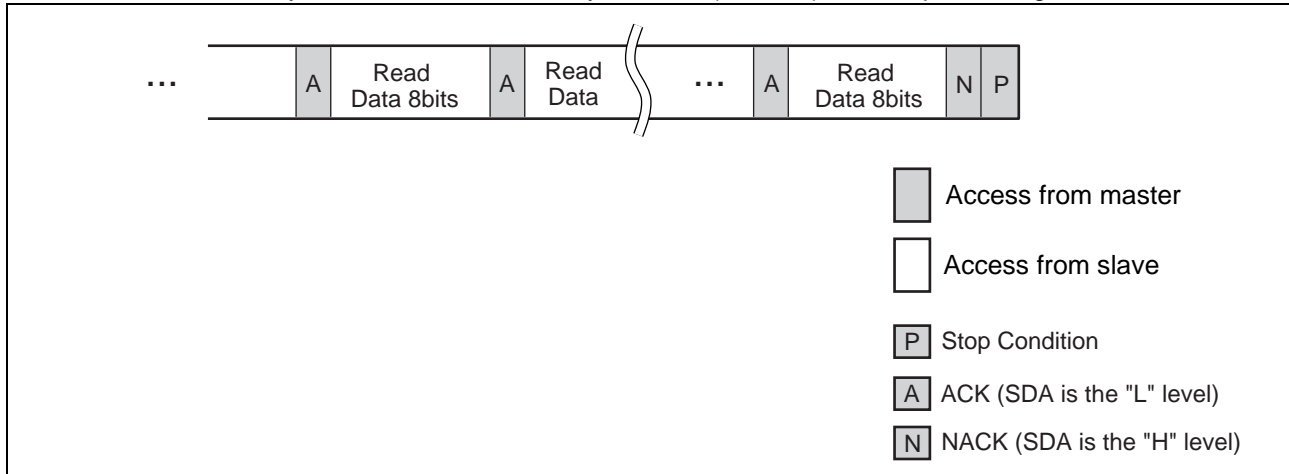 ... A Read Data 8bits A Read Data ... A Read Data 8bits N P
Access from master
Access from slave
P Stop Condition
A ACK (SDA is the "L" level)
N NACK (SDA is the "H" level)